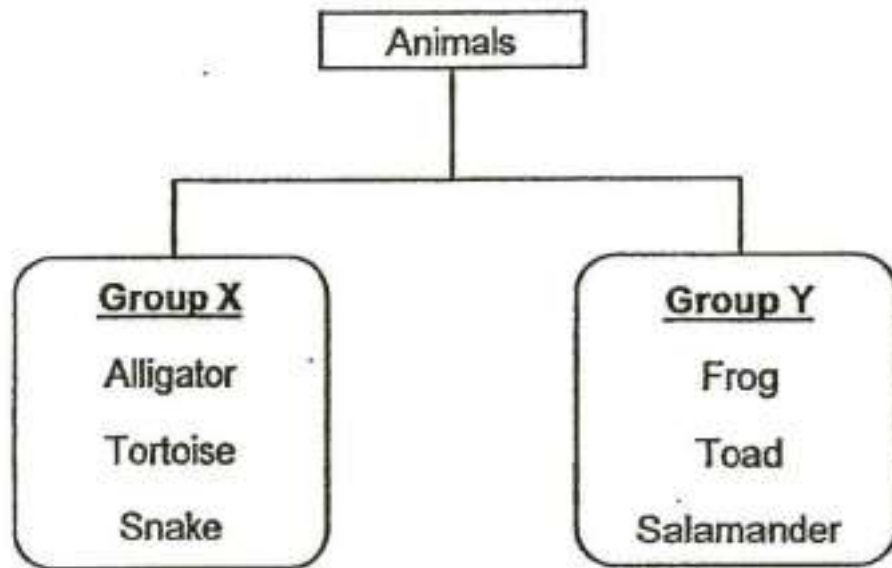 Animals
Group X
Alligator
Tortoise
Snake
Group Y
Frog
Toad
Salamander